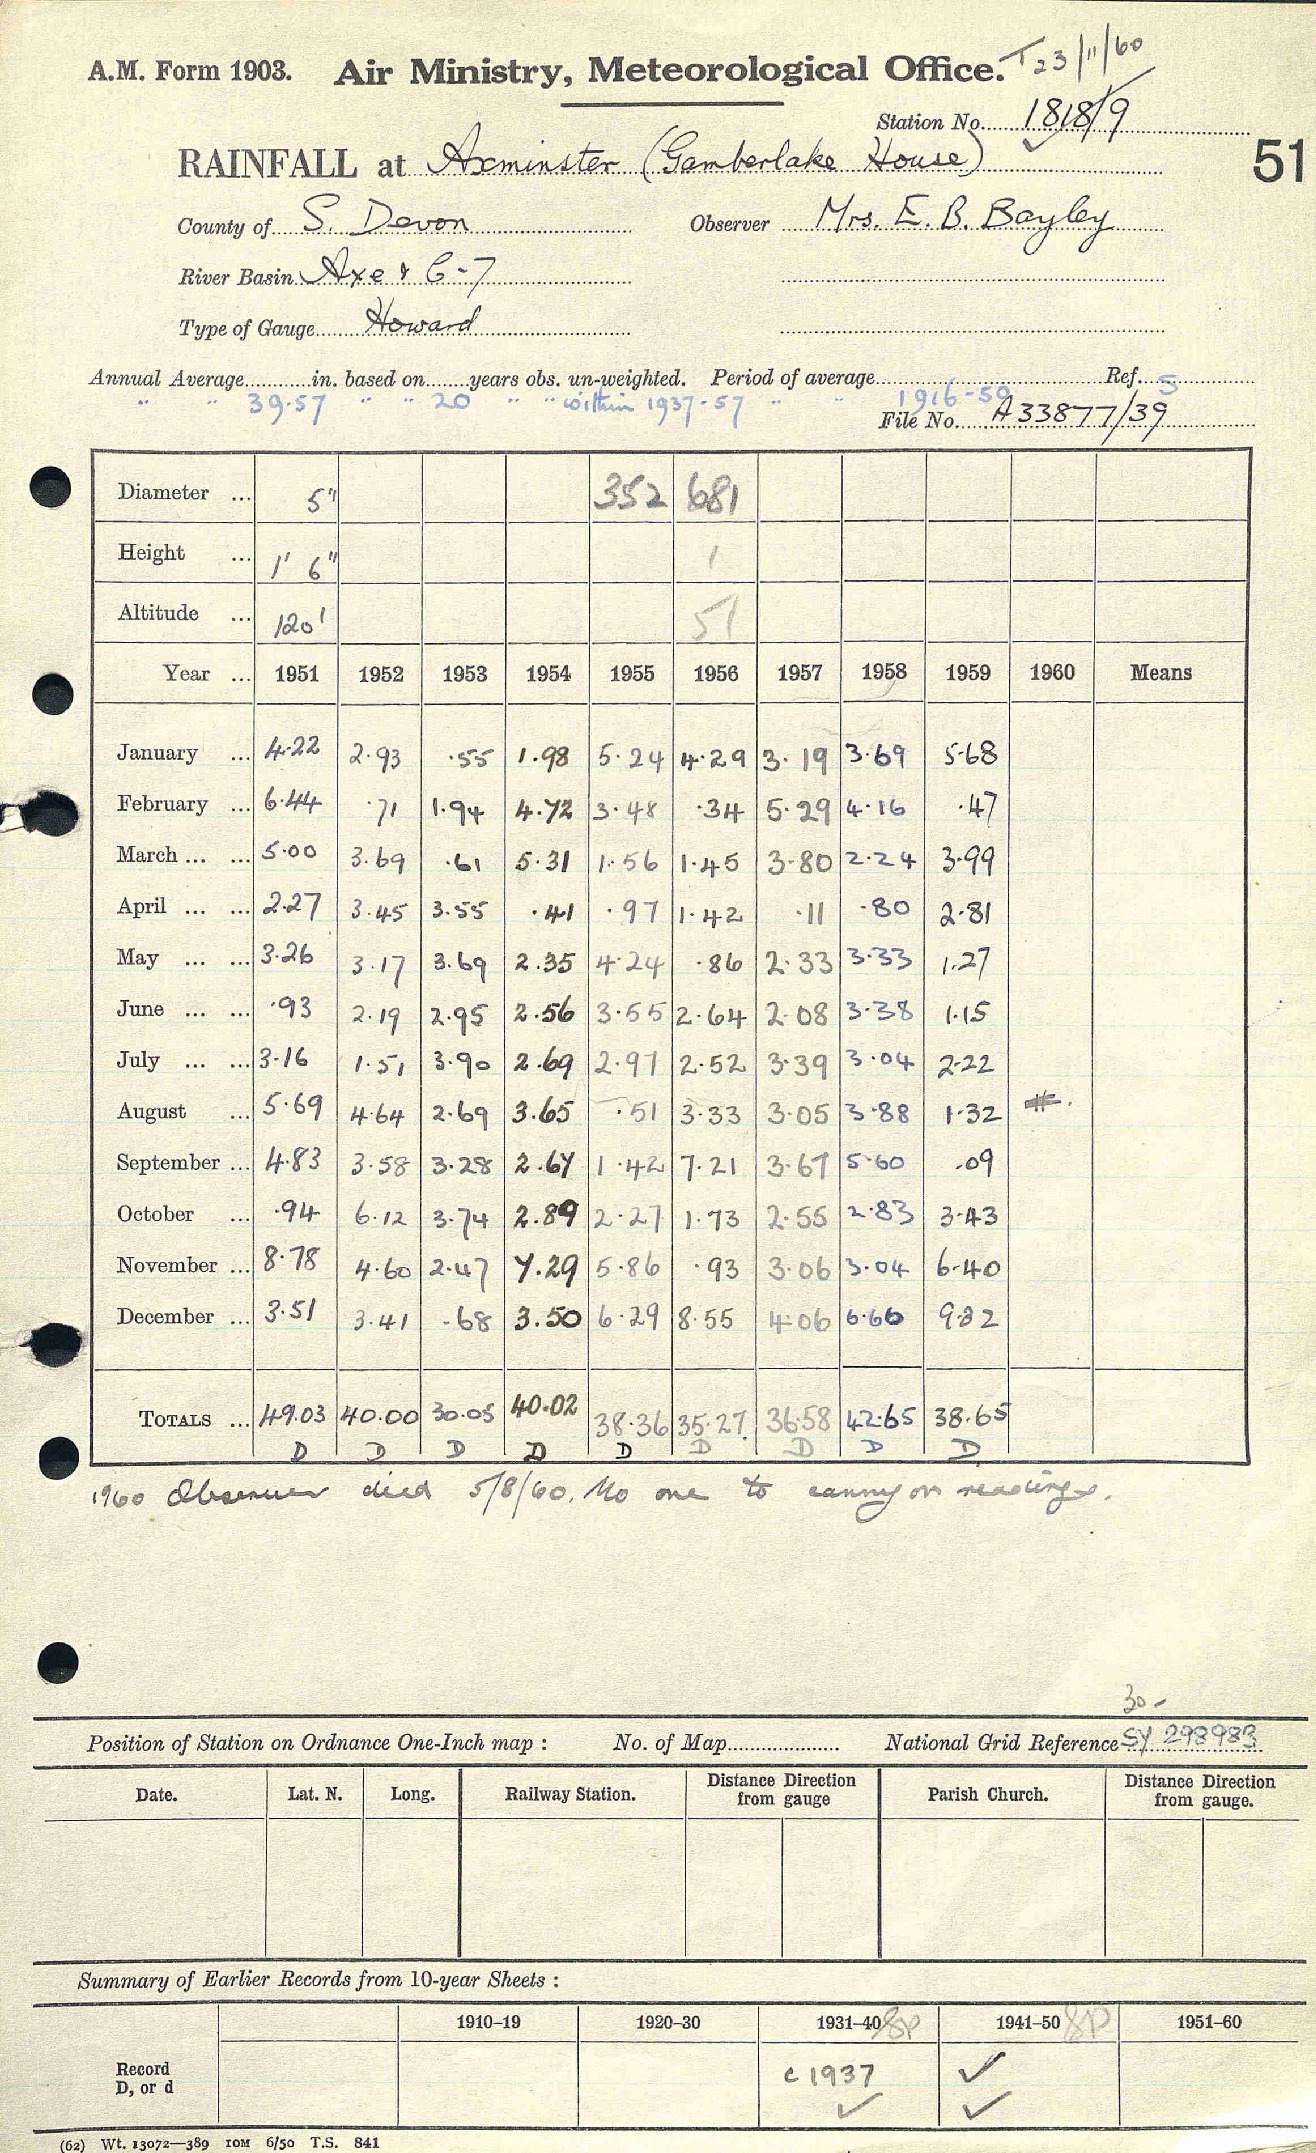 A.M. Form 1903. Air Ministry, Meteorological Office. T 23/11/60
Station No. 1818/9
RAINFALL at Axminster (Gamberlake House) 51
County of S. Devon Observer Mrs. E. B. Bayley
River Basin Axe & C-7
Type of Gauge Howard
Annual Average in. based on years obs. un-weighted. Period of average Ref. 5
" " 39.57 " " 20 " " within 1937-57 " " 1916-50
File No. A33877/39
Diameter ... 5" 352 681
Height ... 1' 6" 1
Altitude ... 120' 51
Year ... 1951 1952 1953 1954 1955 1956 1957 1958 1959 1960 Means
January ... 4.22 2.93 .55 1.98 5.24 4.29 3.19 3.69 5.68
February ... 6.44 .71 1.94 4.72 3.48 .34 5.29 4.16 .47
March ... ... 5.00 3.69 .61 5.31 1.56 1.45 3.80 2.24 3.99
April ... ... 2.27 3.45 3.55 .41 .97 1.42 .11 .80 2.81
May ... ... 3.26 3.17 3.69 2.35 4.24 .86 2.33 3.33 1.27
June ... ... .93 2.19 2.95 2.56 3.55 2.64 2.08 3.38 1.15
July ... ... 3.16 1.51 3.90 2.69 2.97 2.52 3.39 3.04 2.22
August ... 5.69 4.64 2.69 3.65 .51 3.33 3.05 3.88 1.32
September ... 4.83 3.58 3.28 2.67 1.42 7.21 3.67 5.60 .09
October ... .94 6.12 3.74 2.89 2.27 1.73 2.55 2.83 3.43
November ... 8.78 4.60 2.47 7.29 5.86 .93 3.06 3.04 6.40
December ... 3.51 3.41 .68 3.50 6.29 8.55 4.06 6.66 9.82
TOTALS ... 49.03 40.00 30.05 40.02 38.36 35.27 36.58 42.65 38.65
D D D D D D D D D
1960 Observer died 5/8/60. No one to carry on readings.
30 -
Position of Station on Ordnance One-Inch map : No. of Map National Grid Reference SY 298983
Date. Lat. N. Long. Railway Station. Distance Direction from gauge Parish Church. Distance Direction from gauge.
Summary of Earlier Records from 10-year Sheets :
1910–19 1920–30 1931–40 1941–50 1951–60
Record c 1937 ✓
D, or d ✓ ✓
(62) Wt. 13072—389 10M 6/50 T.S. 841